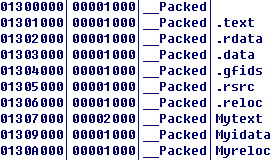 01300000 00001000 __Packed
01301000 00001000 __Packed .text
01302000 00001000 __Packed .rdata
01303000 00001000 __Packed .data
01304000 00001000 __Packed .gfids
01305000 00001000 __Packed .rsrc
01306000 00001000 __Packed .reloc
01307000 00002000 __Packed Mytext
01309000 00001000 __Packed Myidata
0130A000 00001000 __Packed Myreloc